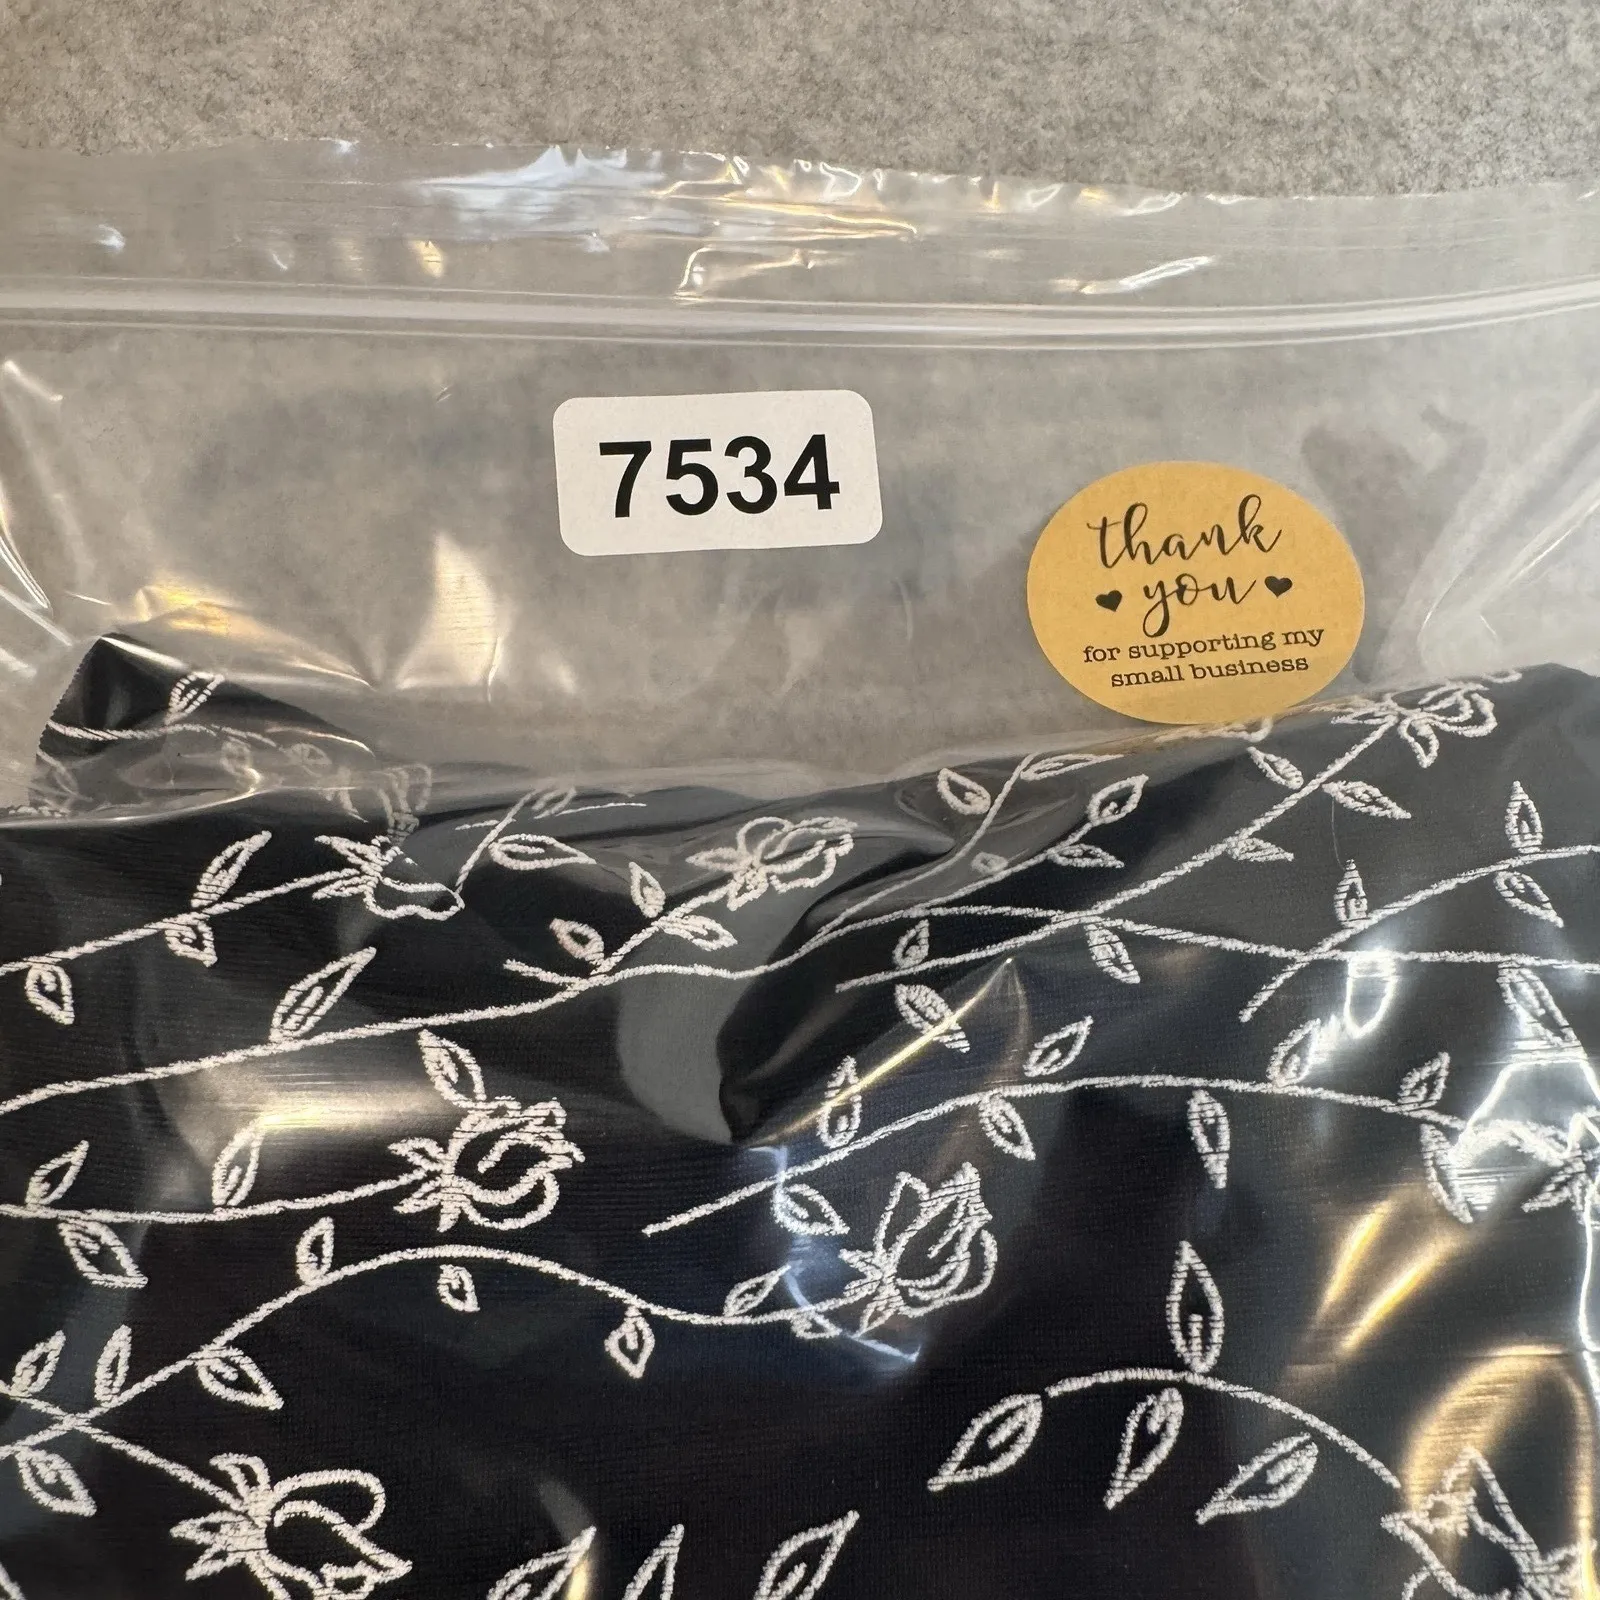 7534
thank
♥ you ♥
for supporting my
small business